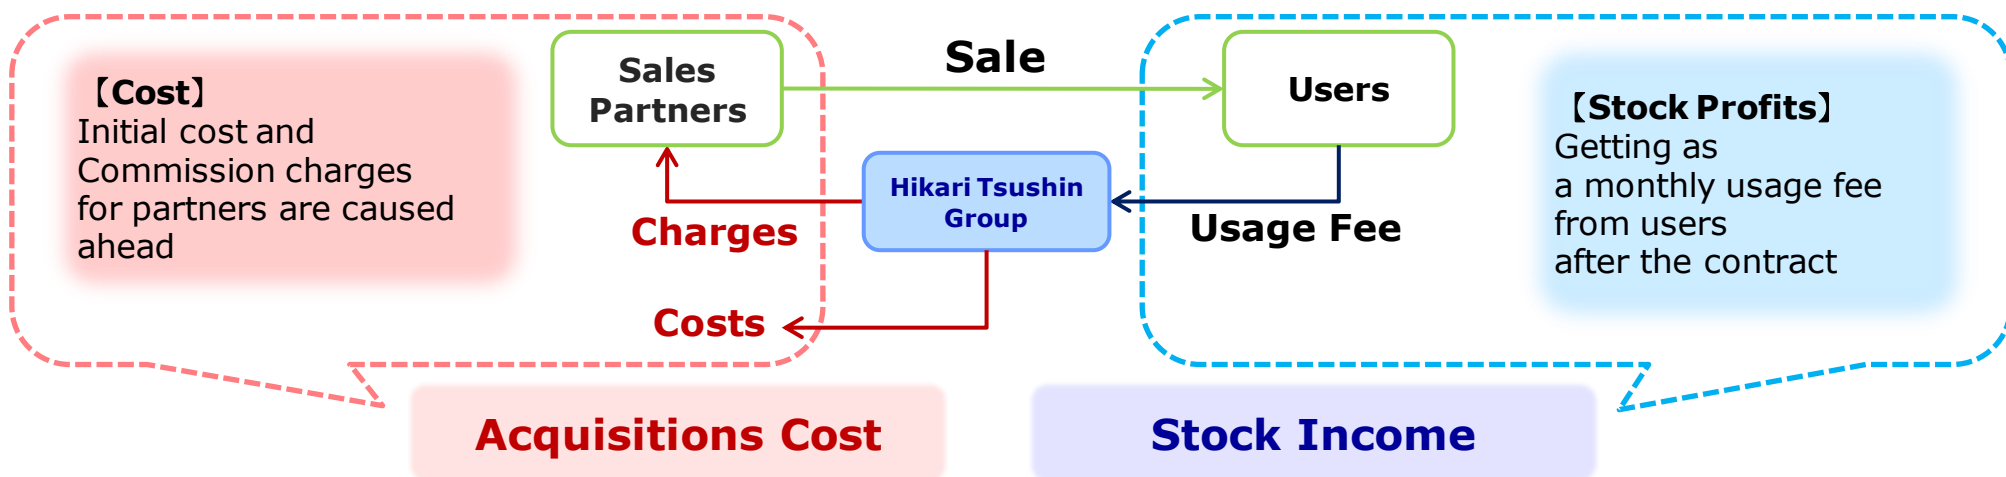 【Cost】
Initial cost and
Commission charges
for partners are caused
ahead
Sales
Partners
Sale
Users
Hikari Tsushin
Group
Charges
Usage Fee
Costs
【Stock Profits】
Getting as
a monthly usage fee
from users
after the contract
Acquisitions Cost
Stock Income